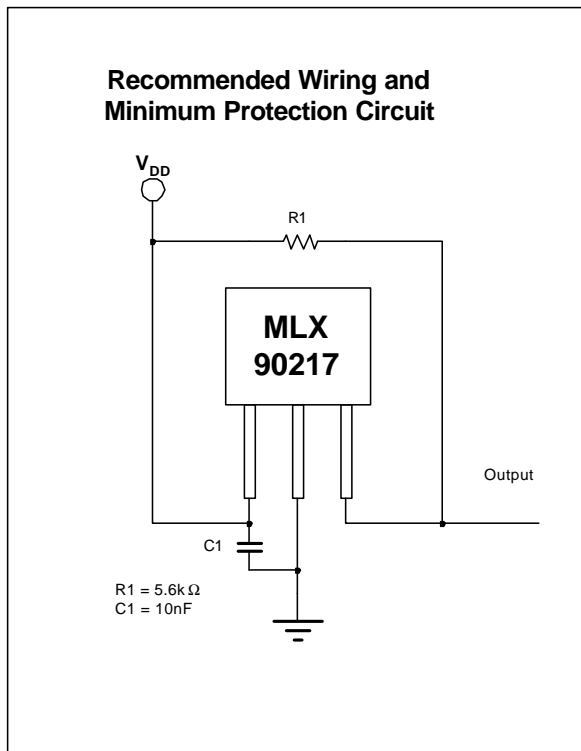 Recommended Wiring and
Minimum Protection Circuit
VDD
R1
MLX
90217
Output
C1
R1 = 5.6k Ω
C1 = 10nF